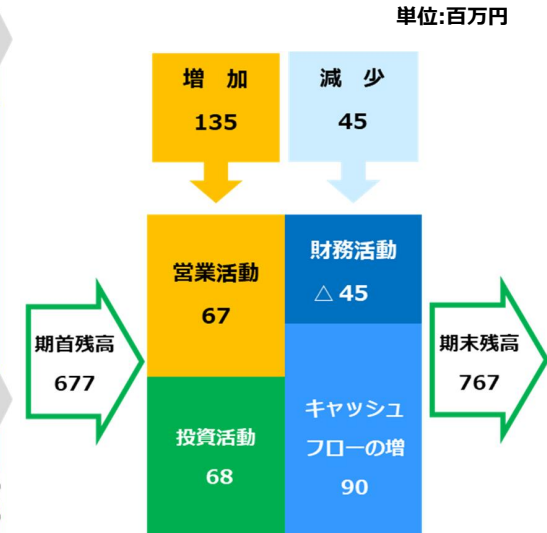 単位:百万円
増　加
135
減　少
45
営業活動
67
財務活動
△ 45
期首残高
677
期末残高
767
投資活動
68
キャッシュ
フローの増
90